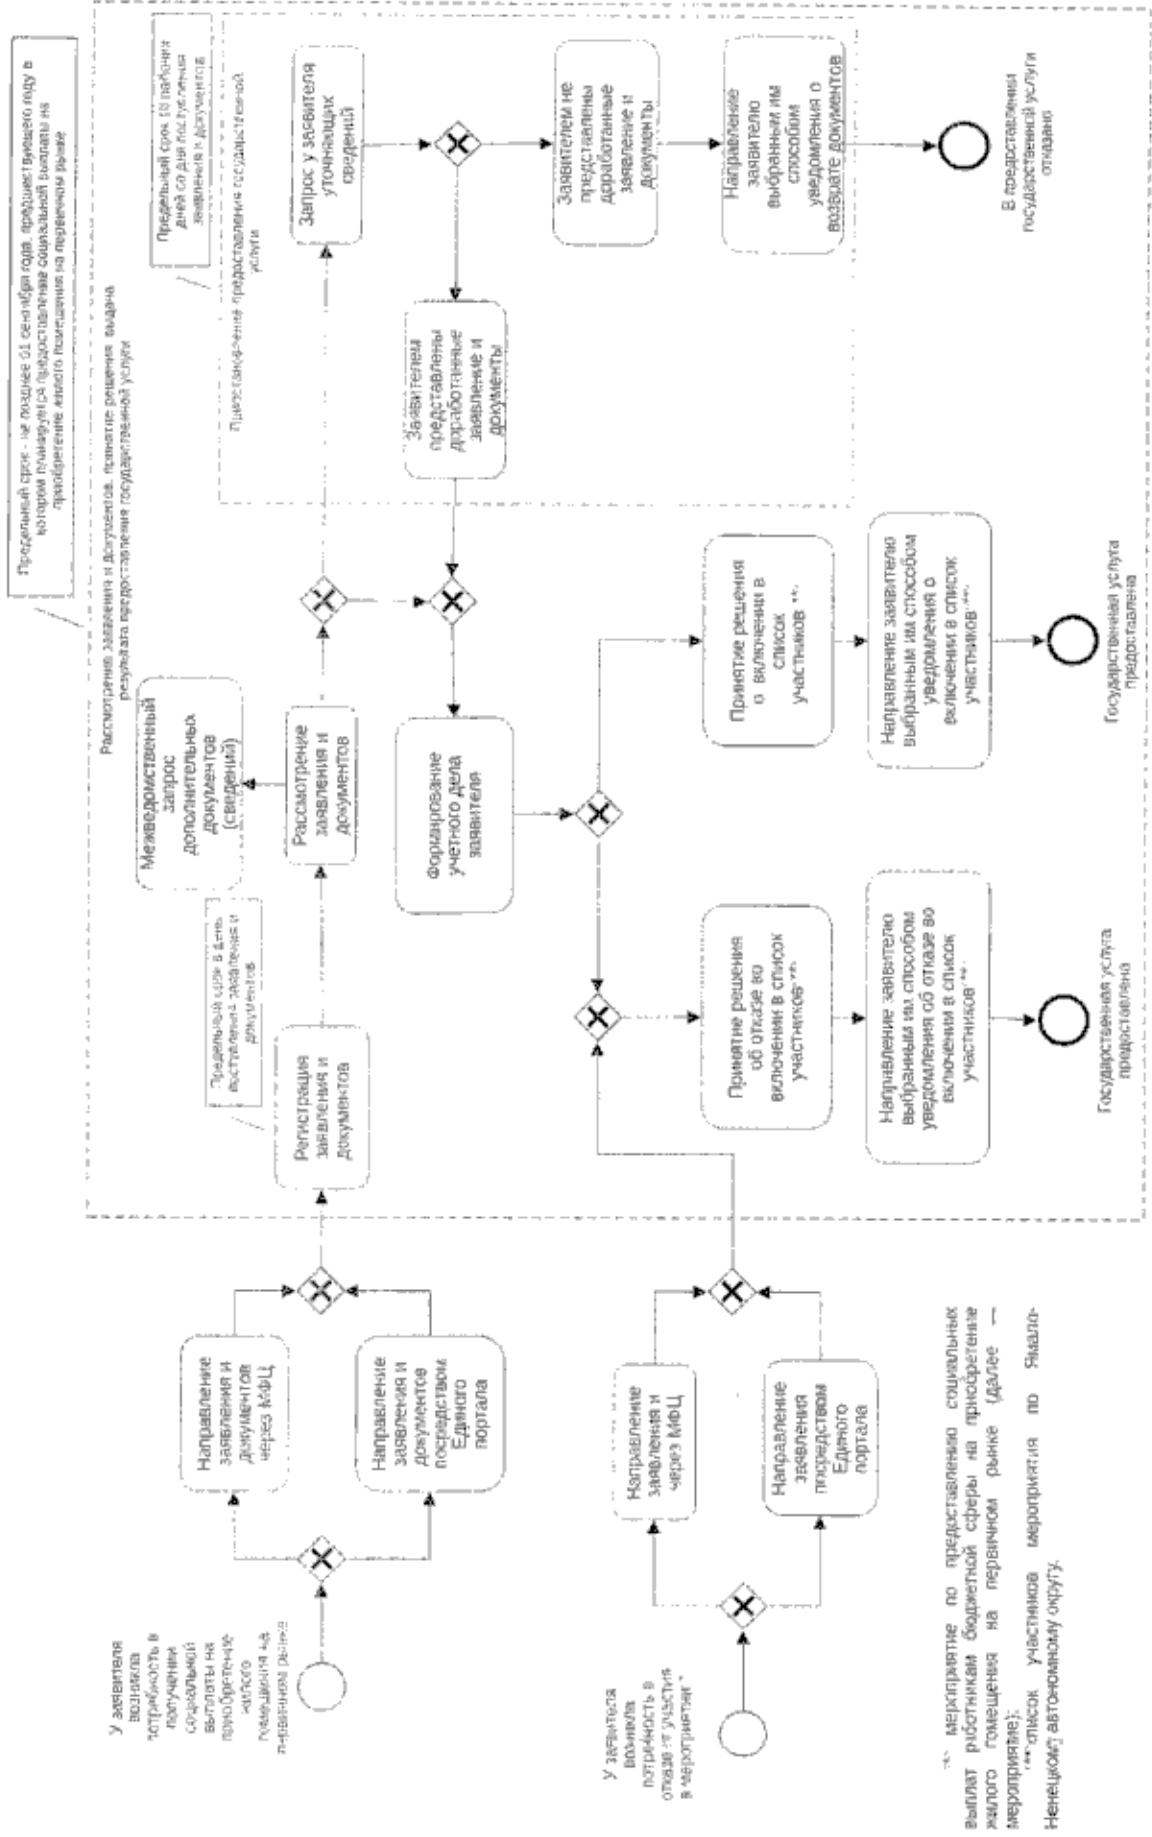 Предельный срок - не позднее 01 сентября года, предшествующего году в
котором планируется предоставление социальной выплаты на
приобретение жилого помещения на первичном рынке
Рассмотрение заявления и документов, принятие решения, выдача
результата предоставления государственной услуги
Предельный срок 10 рабочих
дней со дня поступления
заявления и документов
Приостановление предоставления государственной
услуги
Предельный срок в день
поступления заявления и
документов
У заявителя
возникла
потребность в
получении
социальной
выплаты на
приобретение
жилого
помещения на
первичном рынке
Направление
заявления и
документов
через МФЦ
Направление
заявления и
документов
посредством
Единого
портала
Регистрация
заявления и
документов
Межведомственный
запрос
дополнительных
документов
(сведений)
Рассмотрение
заявления и
документов
Запрос у заявителя
уточняющих
сведений
Заявителем
представлены
доработанные
заявление и
документы
Заявителем не
представлены
доработанные
заявление и
документы
Направление
заявителю
выбранным им
способом
уведомления о
возврате документов
В предоставлении
государственной услуги
отказано
Формирование
учетного дела
заявителя
Принятие решения
о включении в
список
участников **
Направление заявителю
выбранным им способом
уведомления о
включении в список
участников **
Государственная услуга
предоставлена
Принятие решения
об отказе во
включении в список
участников **
Направление заявителю
выбранным им способом
уведомления об отказе во
включении в список
участников **
Государственная услуга
предоставлена
У заявителя
возникла
потребность в
отказе от участия
в мероприятии *
Направление
заявления и
через МФЦ
Направление
заявления
посредством
Единого
портала
мероприятие по предоставлению социальных
выплат работникам бюджетной сферы на приобретение
жилого помещения на первичном рынке (далее —
мероприятие);
список участников мероприятия по Ямало-
Ненецкому автономному округу.